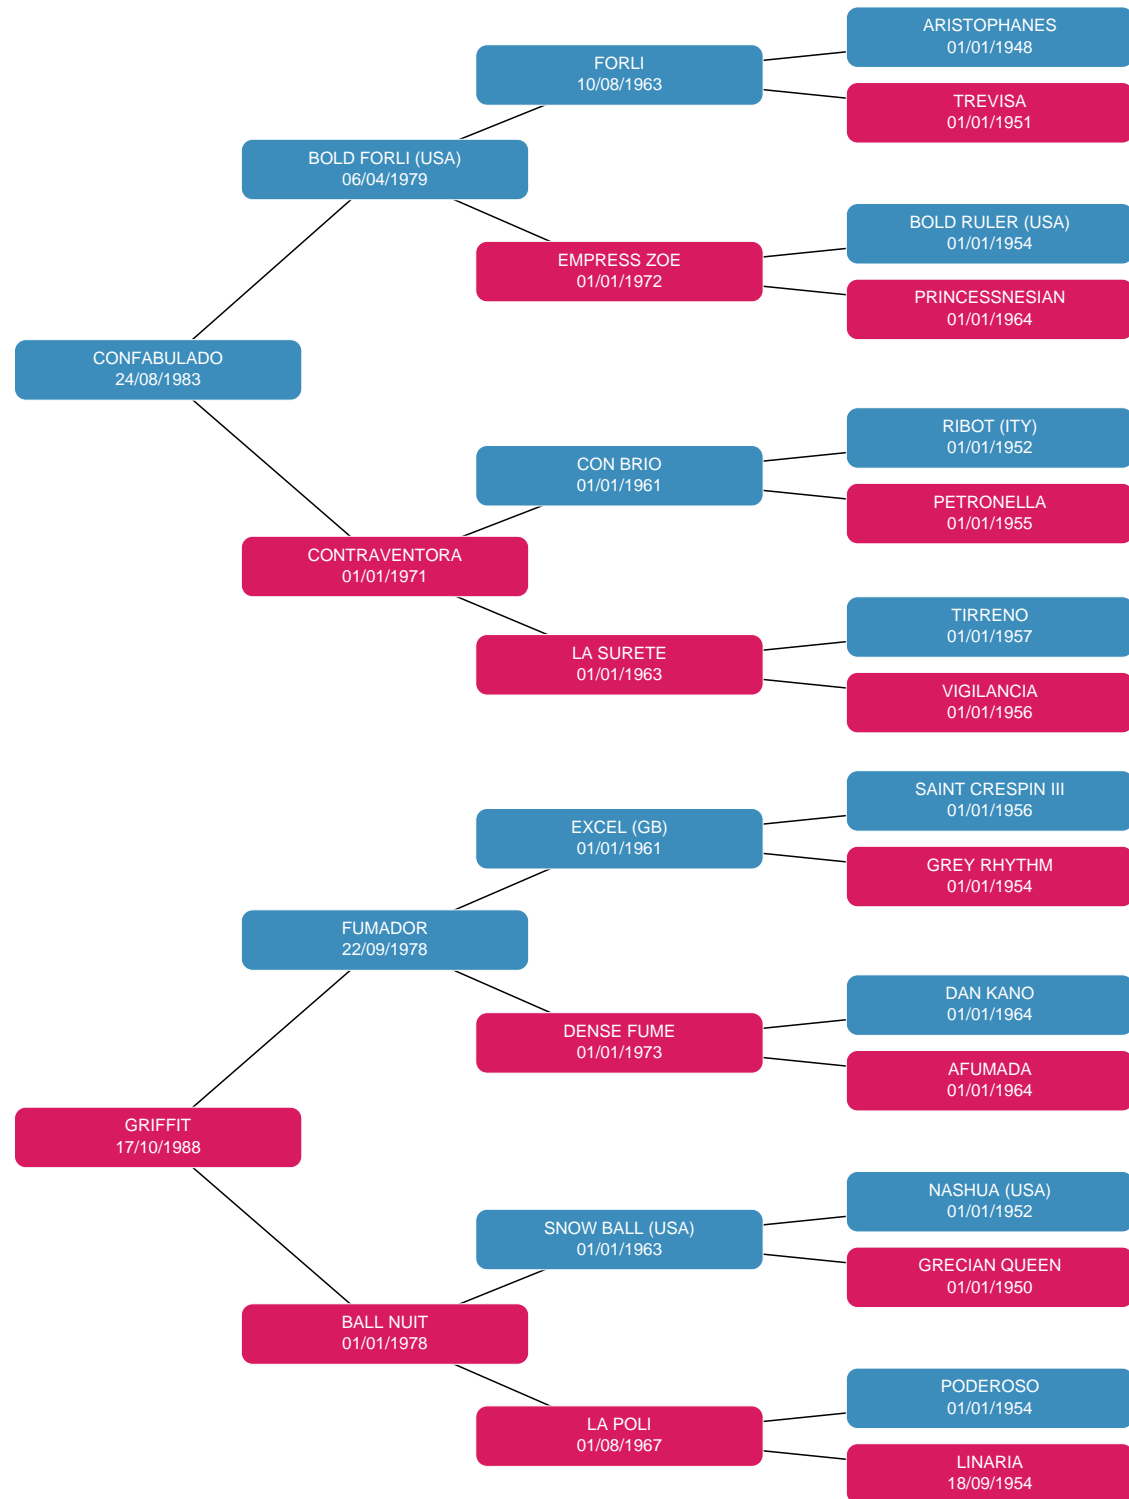 ARISTOPHANES
01/01/1948
FORLI
10/08/1963
TREVISA
01/01/1951
BOLD FORLI (USA)
06/04/1979
BOLD RULER (USA)
01/01/1954
EMPRESS ZOE
01/01/1972
PRINCESSNESIAN
01/01/1964
CONFABULADO
24/08/1983
RIBOT (ITY)
01/01/1952
CON BRIO
01/01/1961
PETRONELLA
01/01/1955
CONTRAVENTORA
01/01/1971
TIRRENO
01/01/1957
LA SURETE
01/01/1963
VIGILANCIA
01/01/1956
SAINT CRESPIN III
01/01/1956
EXCEL (GB)
01/01/1961
GREY RHYTHM
01/01/1954
FUMADOR
22/09/1978
DAN KANO
01/01/1964
DENSE FUME
01/01/1973
AFUMADA
01/01/1964
GRIFFIT
17/10/1988
NASHUA (USA)
01/01/1952
SNOW BALL (USA)
01/01/1963
GRECIAN QUEEN
01/01/1950
BALL NUIT
01/01/1978
PODEROSO
01/01/1954
LA POLI
01/08/1967
LINARIA
18/09/1954